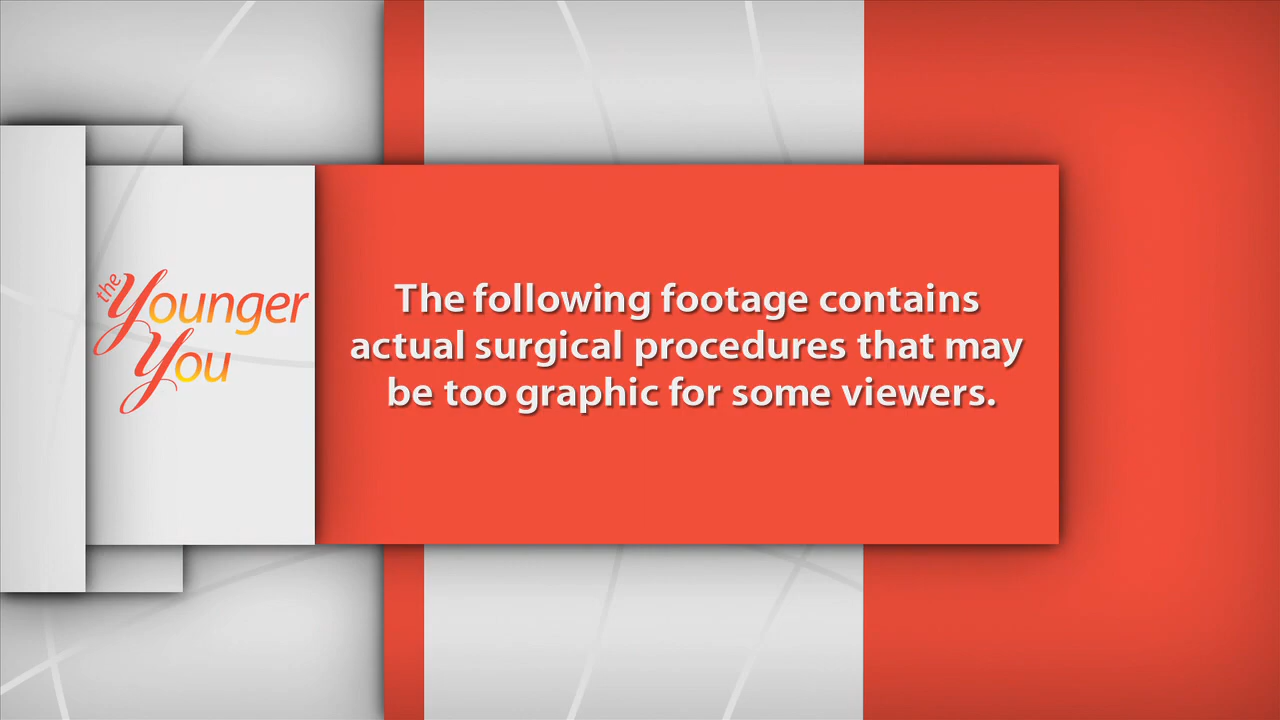 the
Younger
You
The following footage contains
actual surgical procedures that may
be too graphic for some viewers.